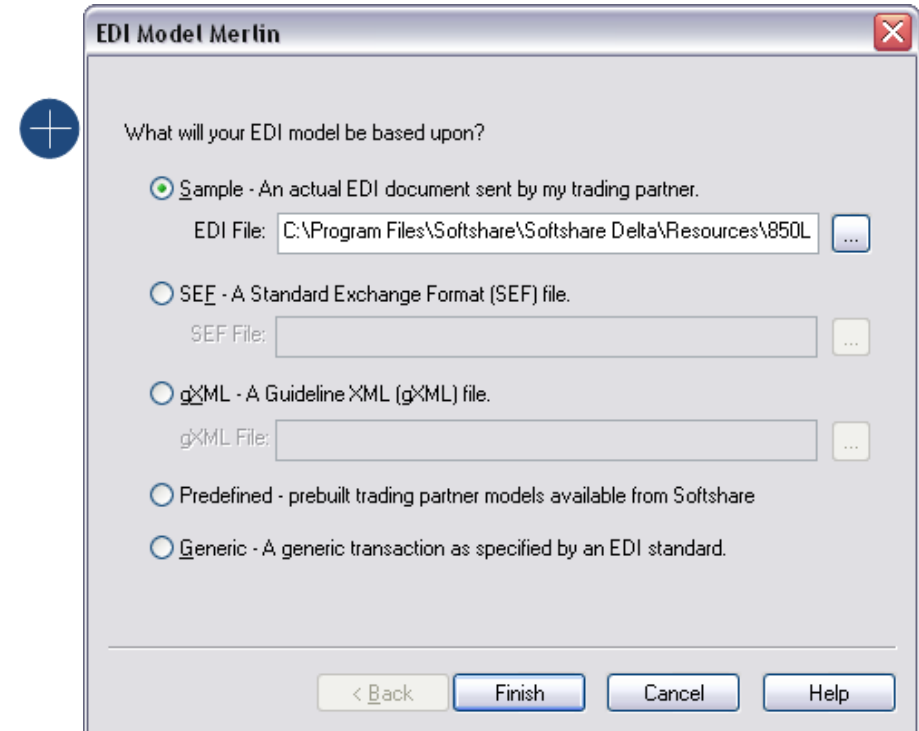 EDI Model Merlin
What will your EDI model be based upon?
Sample - An actual EDI document sent by my trading partner.
EDI File: C:\Program Files\Softshare\Softshare Delta\Resources\850L ...
SEF - A Standard Exchange Format (SEF) file.
SEF File: ...
gXML - A Guideline XML (gXML) file.
gXML File: ...
Predefined - prebuilt trading partner models available from Softshare
Generic - A generic transaction as specified by an EDI standard.
< Back Finish Cancel Help